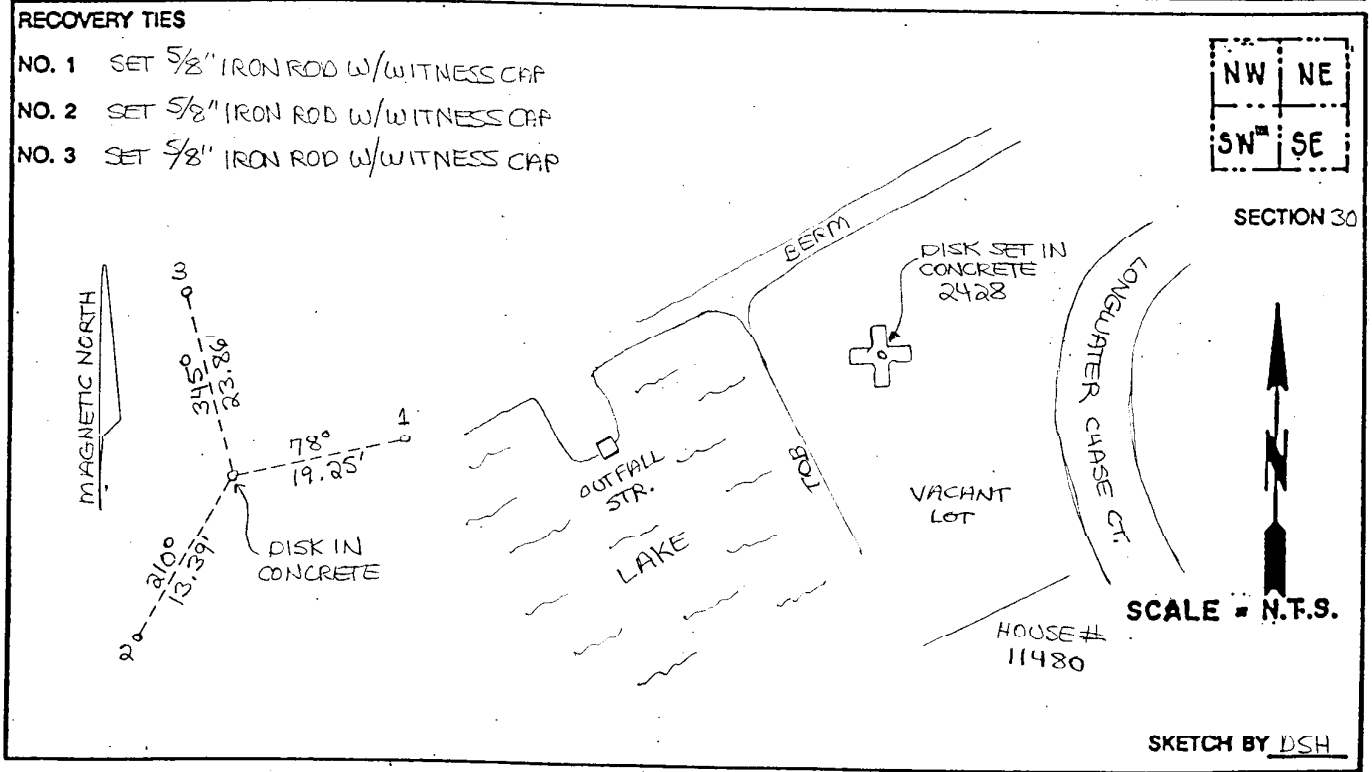 RECOVERY TIES
NO. 1 SET 5/8" IRON ROD W/WITNESS CAP
NO. 2 SET 5/8" IRON ROD W/WITNESS CAP
NO. 3 SET 5/8" IRON ROD W/WITNESS CAP
NW NE
SW SE
SECTION 30
MAGNETIC NORTH
3
345°
23.86'
1
78°
19.25'
210°
13.39'
2
DISK IN
CONCRETE
BERM
DISK SET IN
CONCRETE
2428
LONGWATER CHASE CT.
OUTFALL
STR.
LAKE
TOB
VACANT
LOT
N
SCALE = N.T.S.
HOUSE #
11480
SKETCH BY DSH